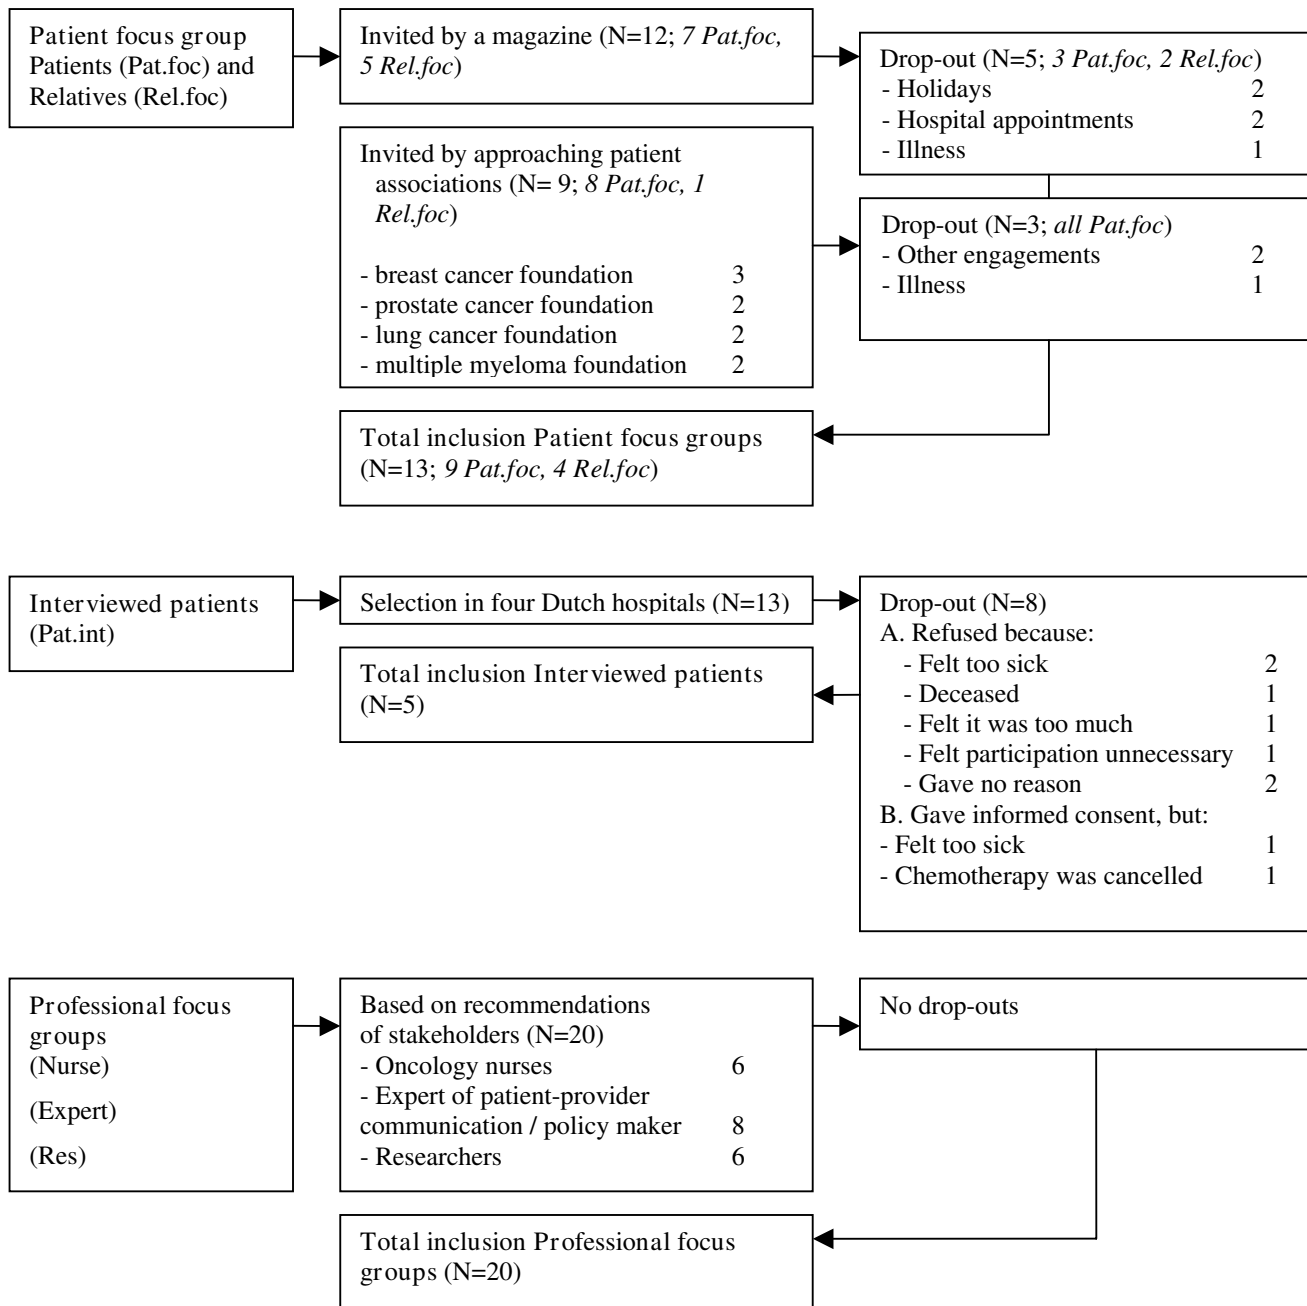 Patient focus group
Patients (Pat.foc) and
Relatives (Rel.foc)
Invited by a magazine (N=12; 7 Pat.foc,
5 Rel.foc)
Drop-out (N=5; 3 Pat.foc, 2 Rel.foc)
- Holidays 2
- Hospital appointments 2
- Illness 1
Invited by approaching patient
associations (N= 9; 8 Pat.foc, 1
Rel.foc)
- breast cancer foundation 3
- prostate cancer foundation 2
- lung cancer foundation 2
- multiple myeloma foundation 2
Drop-out (N=3; all Pat.foc)
- Other engagements 2
- Illness 1
Total inclusion Patient focus groups
(N=13; 9 Pat.foc, 4 Rel.foc)
Interviewed patients
(Pat.int)
Selection in four Dutch hospitals (N=13)
Drop-out (N=8)
A. Refused because:
- Felt too sick 2
- Deceased 1
- Felt it was too much 1
- Felt participation unnecessary 1
- Gave no reason 2
B. Gave informed consent, but:
- Felt too sick 1
- Chemotherapy was cancelled 1
Total inclusion Interviewed patients
(N=5)
Professional focus
groups
(Nurse)
(Expert)
(Res)
Based on recommendations
of stakeholders (N=20)
- Oncology nurses 6
- Expert of patient-provider
communication / policy maker 8
- Researchers 6
No drop-outs
Total inclusion Professional focus
groups (N=20)